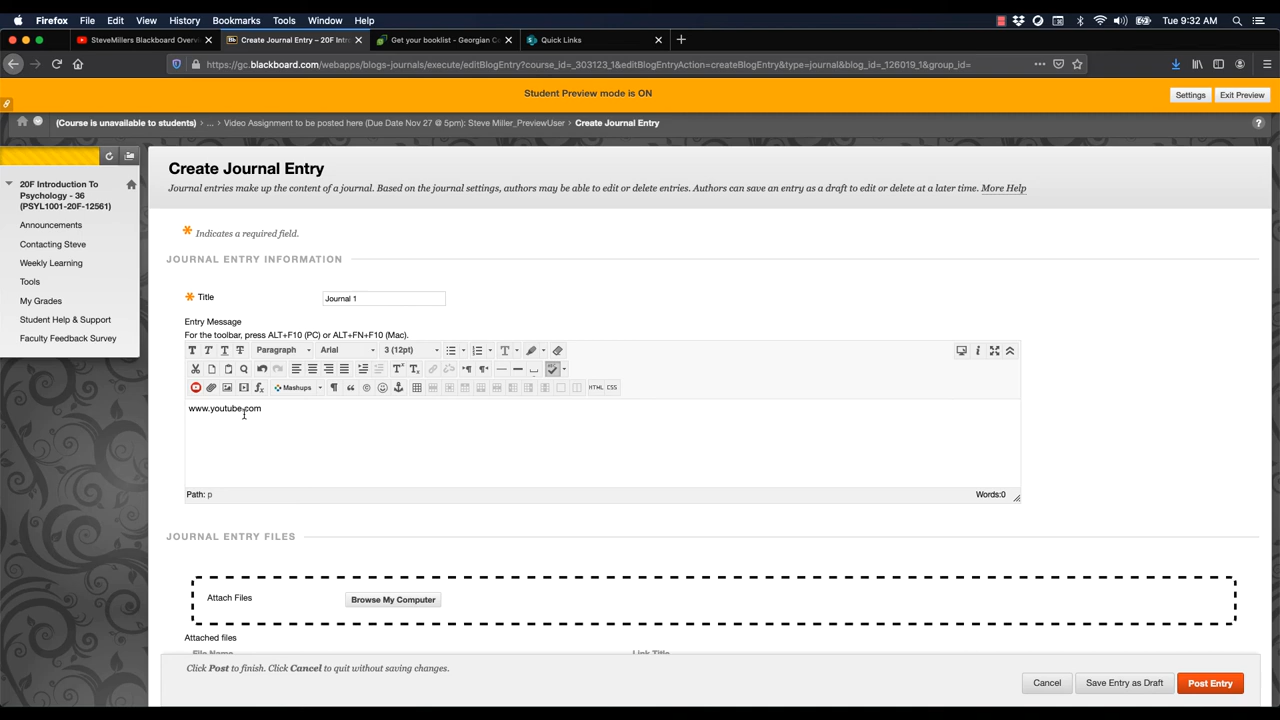 Firefox File Edit View History Bookmarks Tools Window Help Tue 9:32 AM
SteveMillers Blackboard Overvi
Create Journal Entry – 20F Intr
Get your booklist - Georgian C
Quick Links
https://gc.blackboard.com/webapps/blogs-journals/execute/editBlogEntry?course_id=_303123_1&editBlogEntryAction=createBlogEntry&type=journal&blog_id=_126019_1&group_id=
Student Preview mode is ON
Settings Exit Preview
(Course is unavailable to students) ... Video Assignment to be posted here (Due Date Nov 27 @ 5pm): Steve Miller_PreviewUser Create Journal Entry
20F Introduction To
Psychology - 36
(PSYL1001-20F-12561)
Announcements
Contacting Steve
Weekly Learning
Tools
My Grades
Student Help & Support
Faculty Feedback Survey
Create Journal Entry
Journal entries make up the content of a journal. Based on the journal settings, authors may be able to edit or delete entries. Authors can save an entry as a draft to edit or delete at a later time. More Help
Indicates a required field.
JOURNAL ENTRY INFORMATION
Title Journal 1
Entry Message
For the toolbar, press ALT+F10 (PC) or ALT+FN+F10 (Mac).
Paragraph Arial 3 (12pt)
Mashups HTML CSS
www.youtube.com
Path: p Words:0
JOURNAL ENTRY FILES
Attach Files Browse My Computer
Attached files
File Name Link Title
Click Post to finish. Click Cancel to quit without saving changes.
Cancel Save Entry as Draft Post Entry